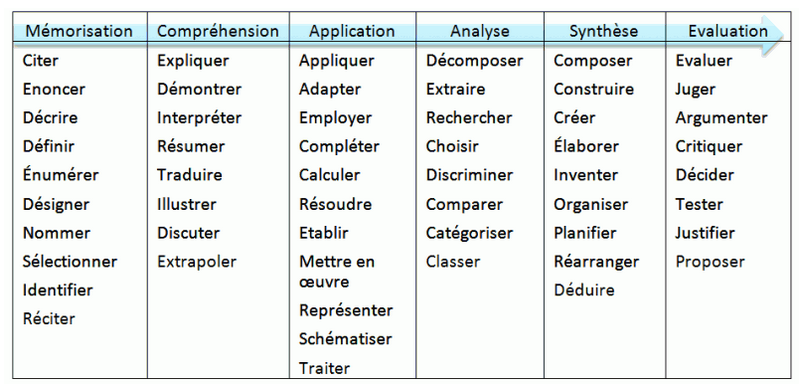 Mémorisation Compréhension Application Analyse Synthèse Evaluation
Citer Expliquer Appliquer Décomposer Composer Evaluer
Enoncer Démontrer Adapter Extraire Construire Juger
Décrire Interpréter Employer Rechercher Créer Argumenter
Définir Résumer Compléter Choisir Élaborer Critiquer
Énumérer Traduire Calculer Discriminer Inventer Décider
Désigner Illustrer Résoudre Comparer Organiser Tester
Nommer Discuter Etablir Catégoriser Planifier Justifier
Sélectionner Extrapoler Mettre en Classer Réarranger Proposer
œuvre
Identifier Déduire
Représenter
Réciter
Schématiser
Traiter